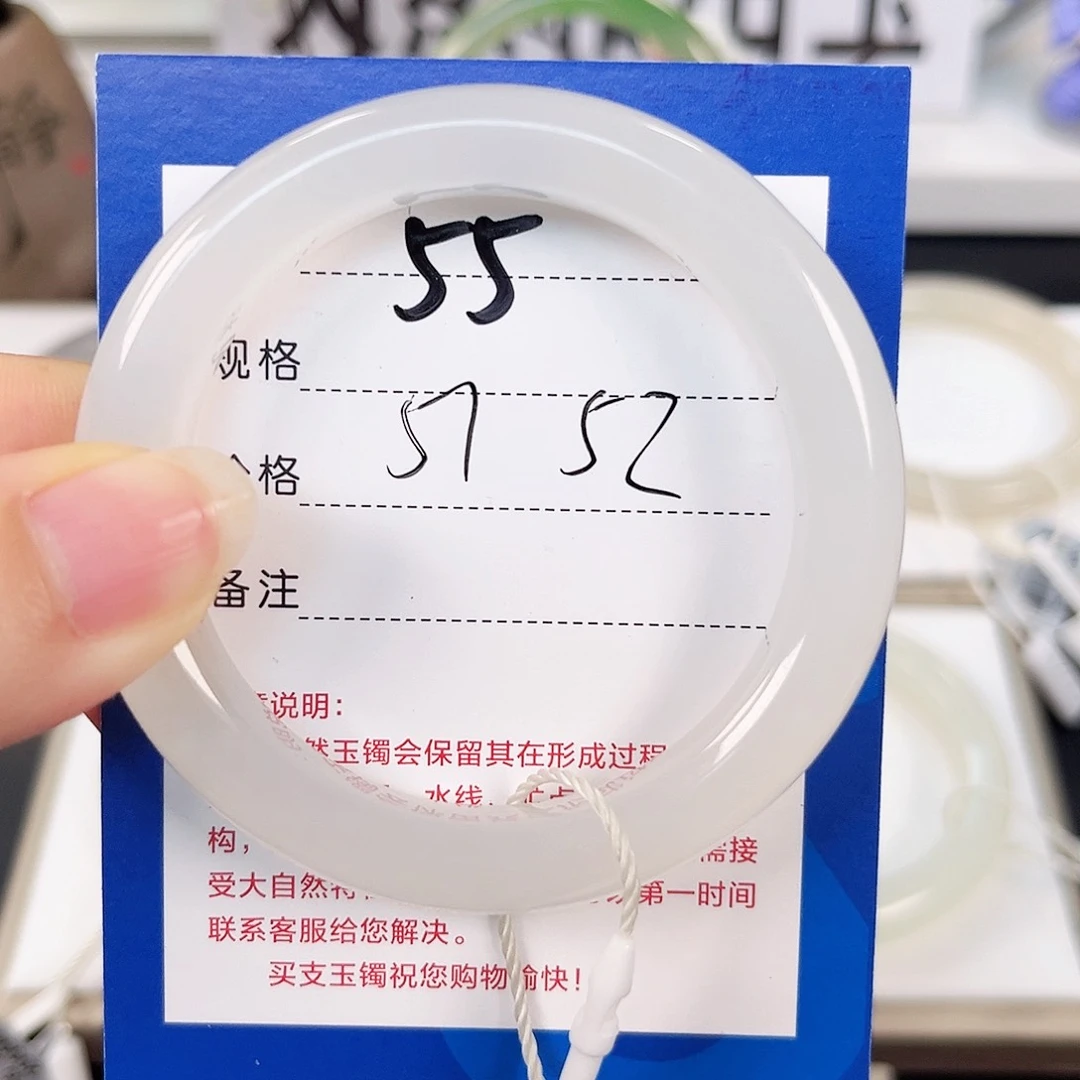 55
规格
格 57 52
备注
说明：
然玉镯会保留其在形成过程
水线，
构， 需接
受大自然 第一时间
联系客服给您解决。
买支玉镯祝您购物愉快！